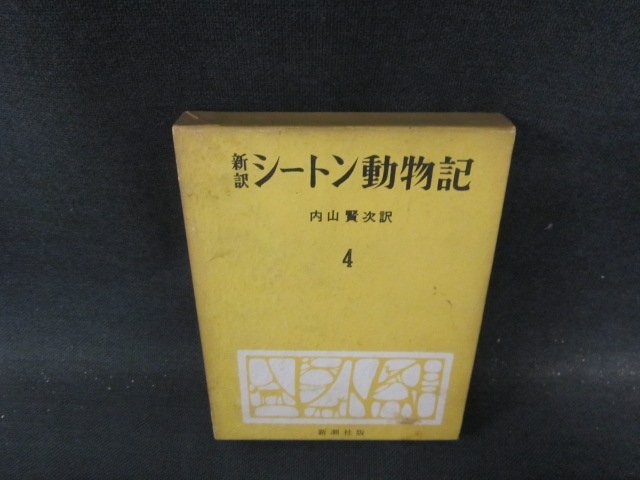 新訳 シートン動物記
内山賢次訳
4
新潮社版